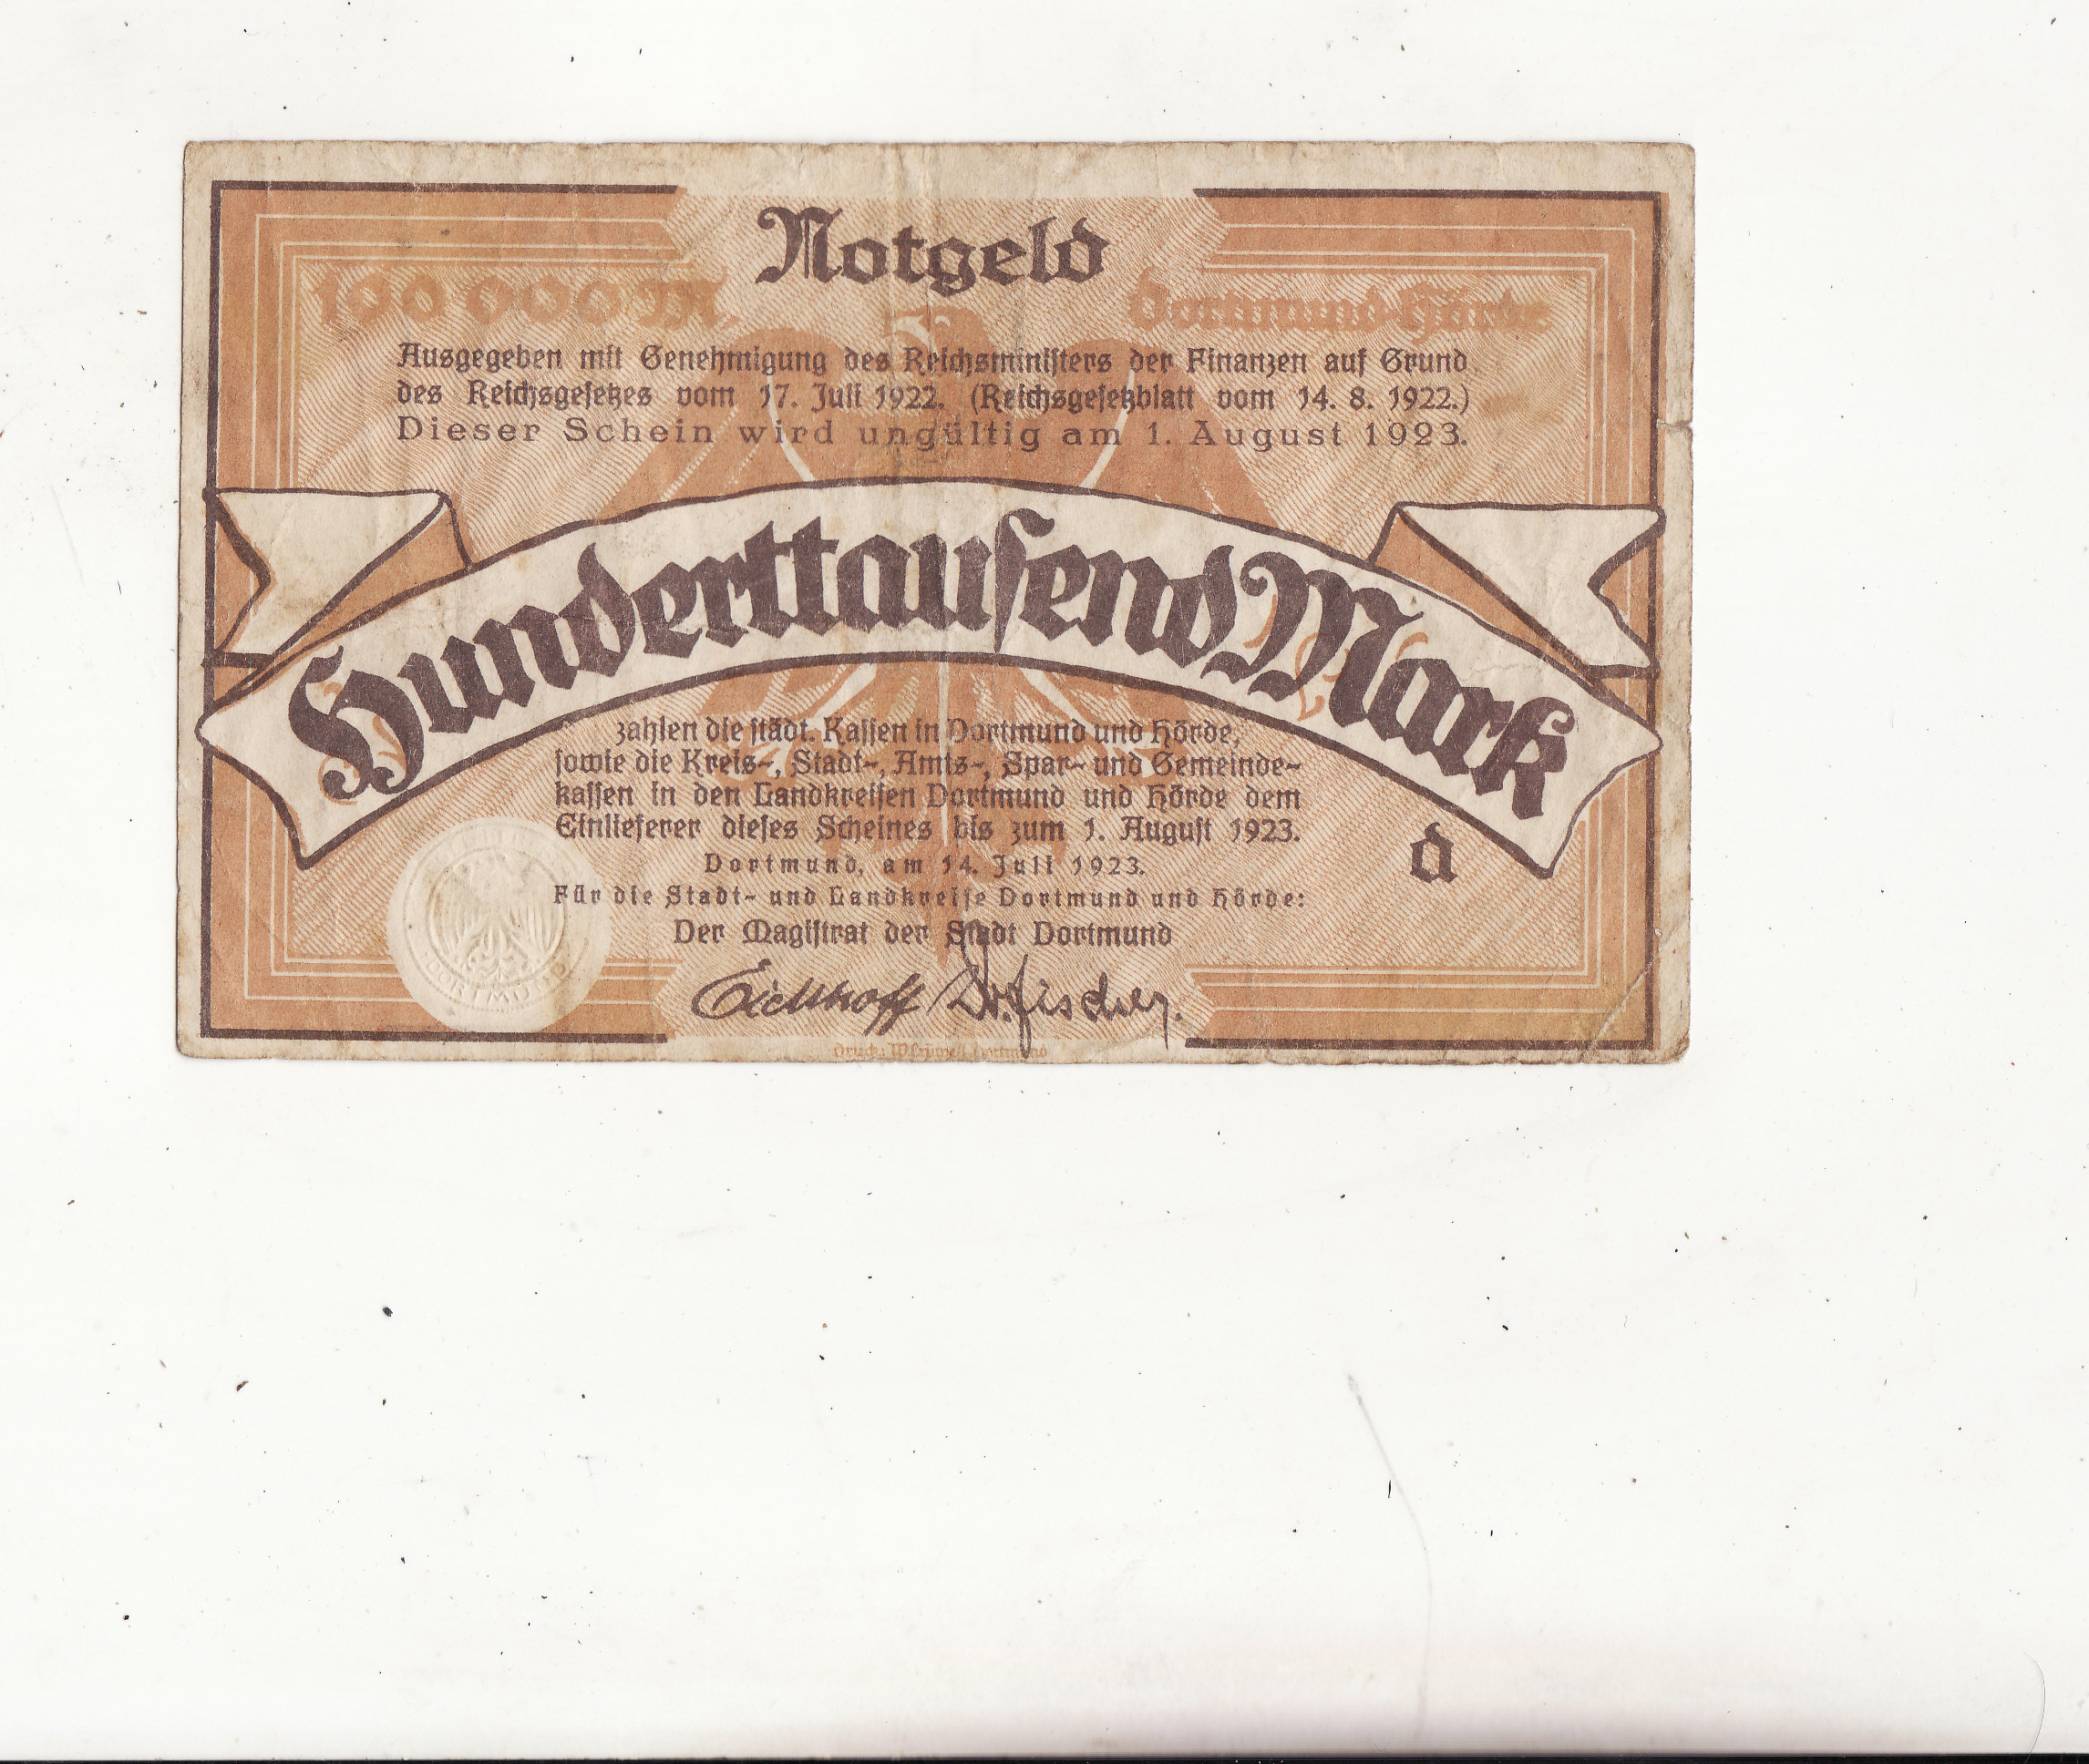 Notgeld
100 000 M.
Dortmund-Hörde
Ausgegeben mit Genehmigung des Reichsministers der Finanzen auf Grund
des Reichsgesetzes vom 17. Juli 1922. (Reichsgesetzblatt vom 14. 8. 1922.)
Dieser Schein wird ungültig am 1. August 1923.
Hunderttausend Mark
zahlen die städt. Kassen in Dortmund und Hörde,
sowie die Kreis-, Stadt-, Amts-, Spar- und Gemeinde-
kassen in den Landkreisen Dortmund und Hörde dem
Einlieferer dieses Scheines bis zum 1. August 1923.
d
Dortmund, am 14. Juli 1923.
Für die Stadt- und Landkreise Dortmund und Hörde:
Der Magistrat der Stadt Dortmund
DORTMUND
Eichhoff Dr. Fischer.
Druck: W. Dortmund